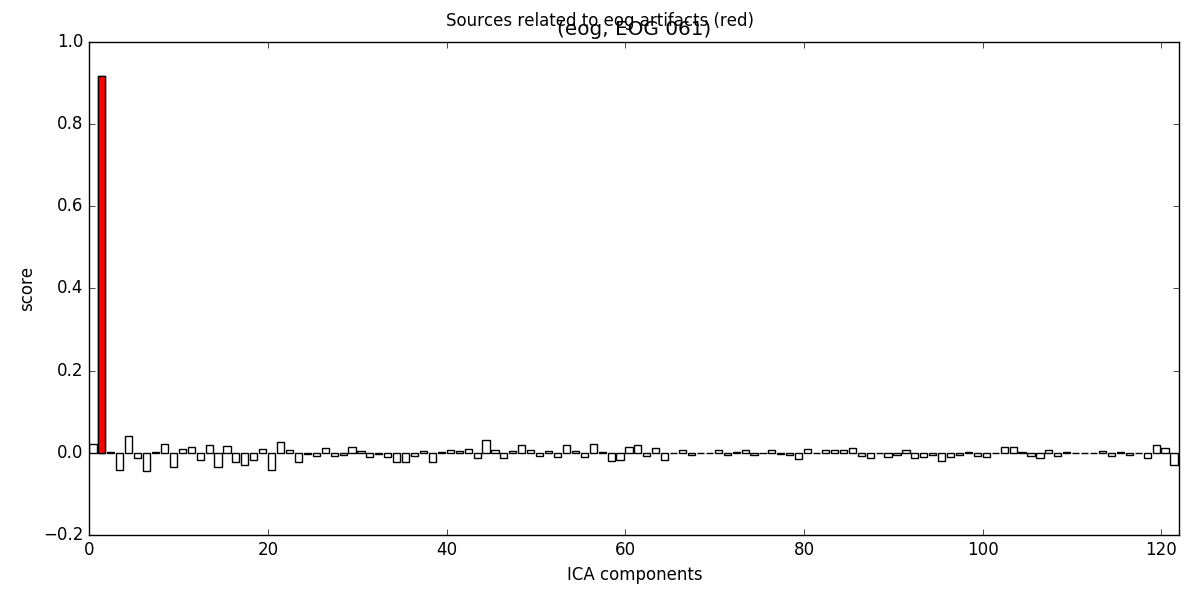 Sources related to eog artifacts (red)
(eog, EOG 061)
1.0
0.8
0.6
0.4
0.2
0.0
−0.2
score
0 20 40 60 80 100 120
ICA components